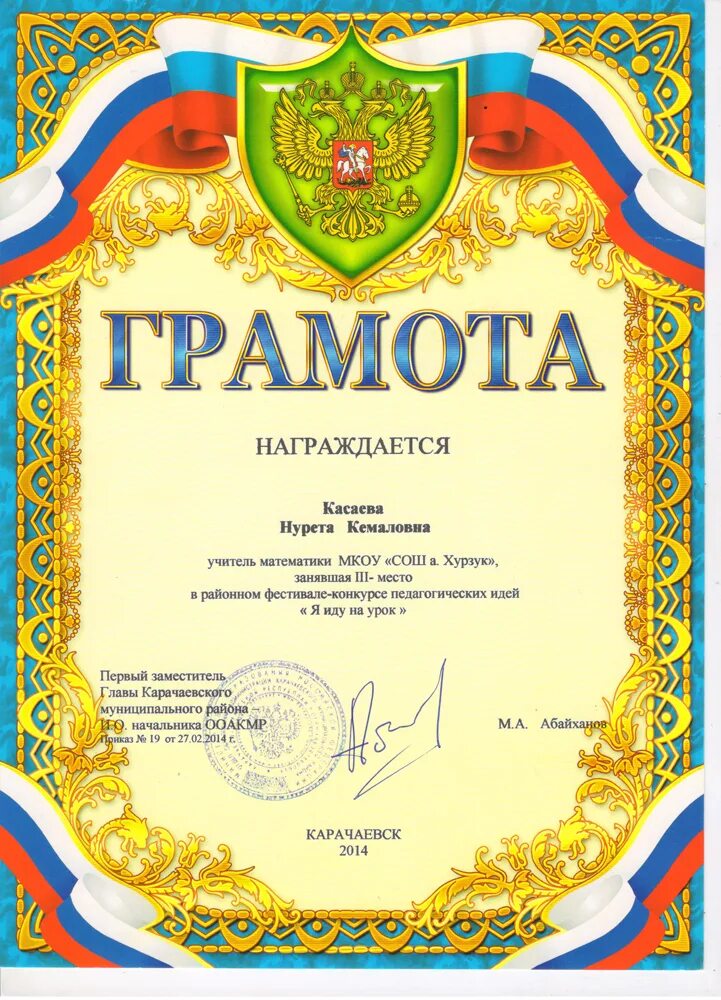 ГРАМОТА
НАГРАЖДАЕТСЯ
Касаева
Нурета Кемаловна
учитель математики МКОУ «СОШ а. Хурзук»,
занявшая III- место
в районном фестивале-конкурсе педагогических идей
« Я иду на урок »
Первый заместитель
Главы Карачаевского
муниципального района –
И.О. начальника ООАКМР
Приказ № 19 от 27.02.2014 г.
М.А. Абайханов
КАРАЧАЕВСК
2014